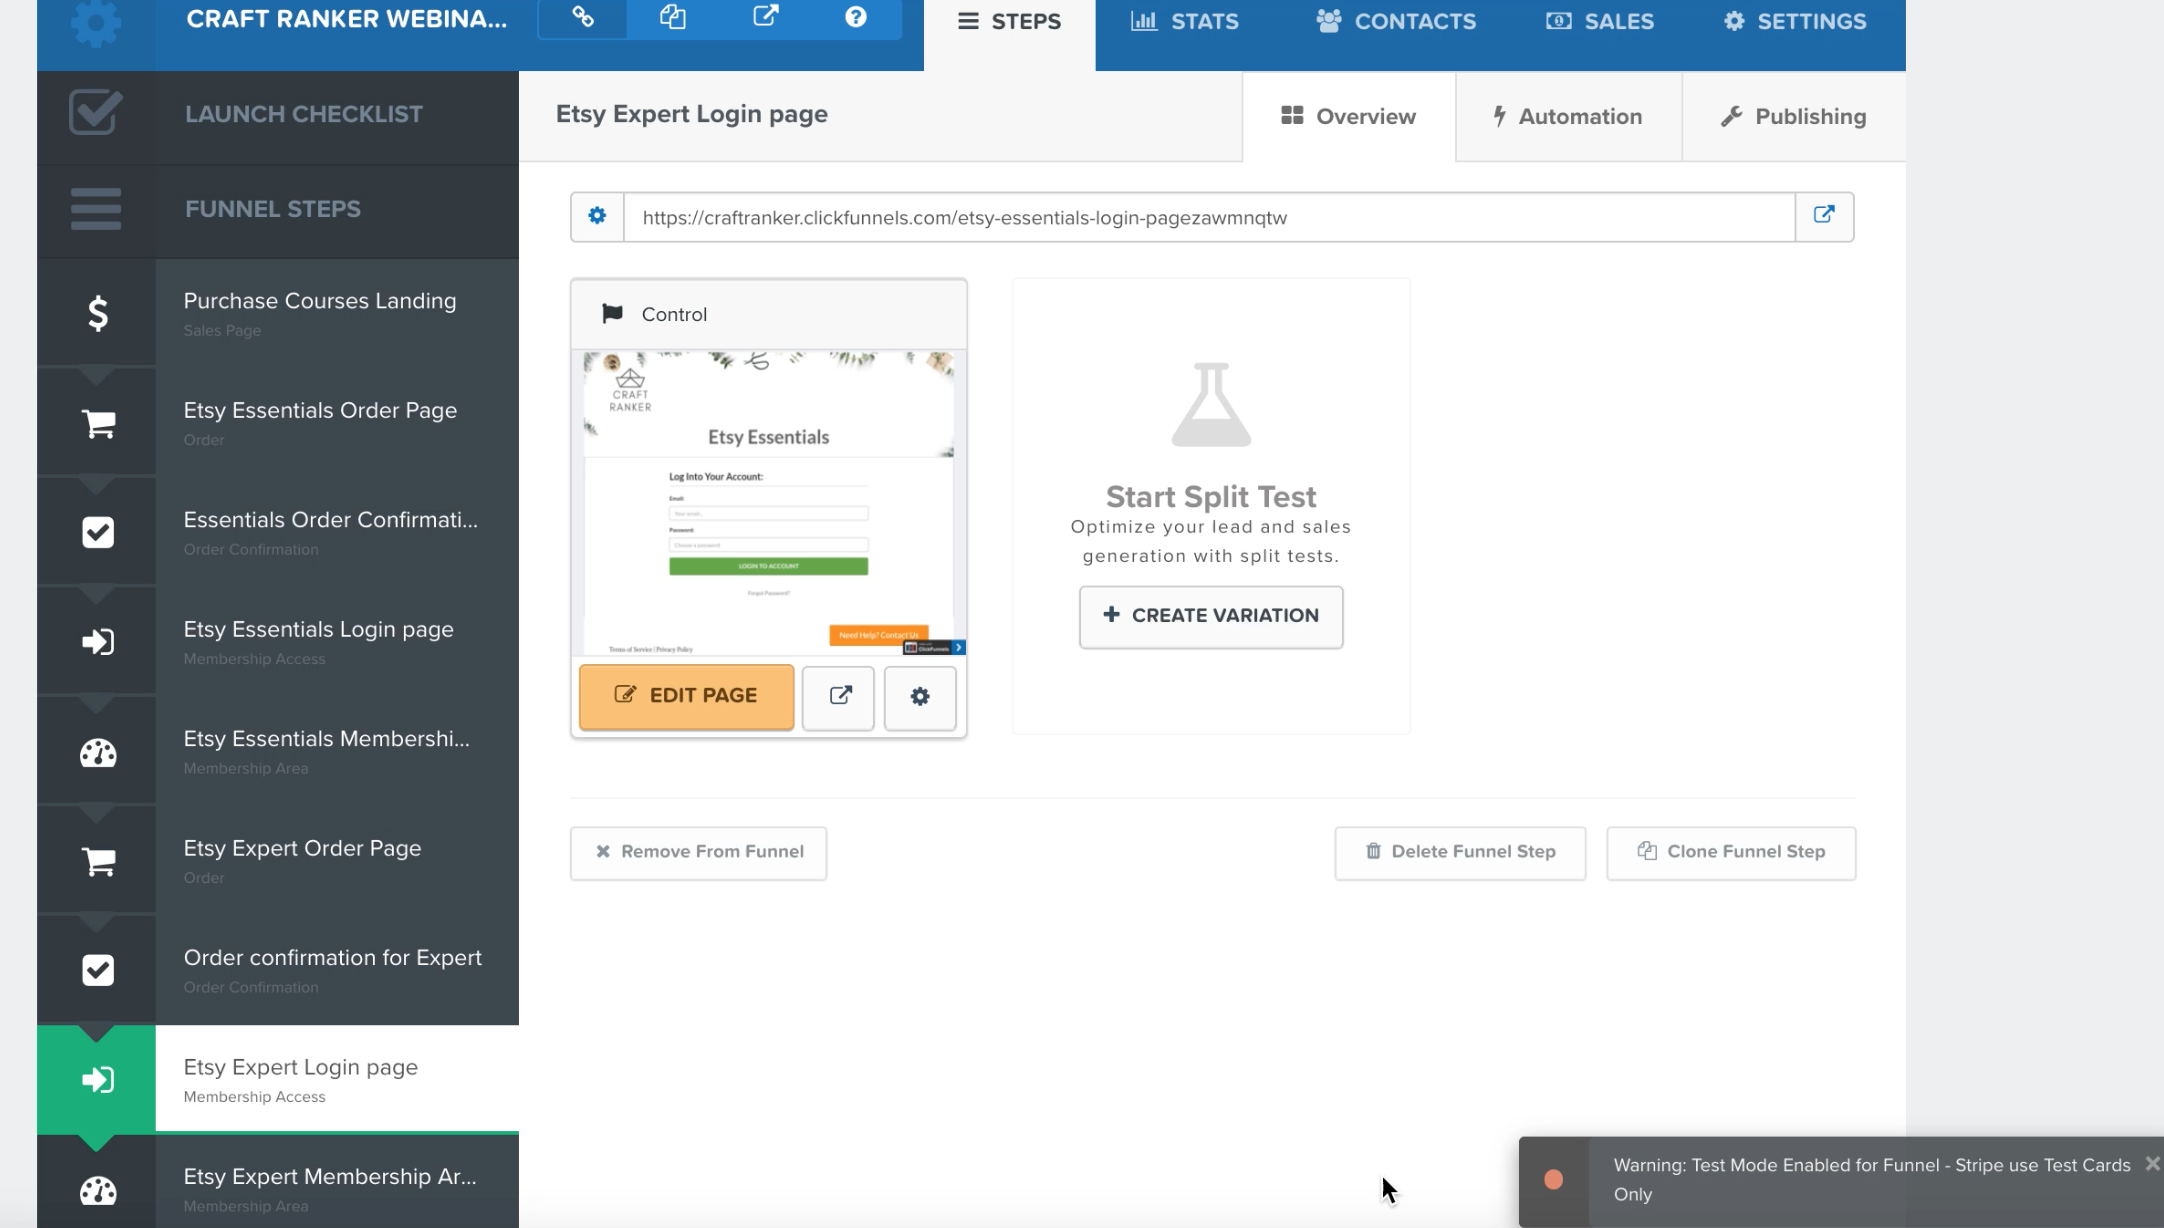 CRAFT RANKER WEBINA...
STEPS
STATS
CONTACTS
SALES
SETTINGS
LAUNCH CHECKLIST
FUNNEL STEPS
Purchase Courses Landing
Sales Page
Etsy Essentials Order Page
Order
Essentials Order Confirmati...
Order Confirmation
Etsy Essentials Login page
Membership Access
Etsy Essentials Membershi...
Membership Area
Etsy Expert Order Page
Order
Order confirmation for Expert
Order Confirmation
Etsy Expert Login page
Membership Access
Etsy Expert Membership Ar...
Membership Area
Etsy Expert Login page
Overview
Automation
Publishing
https://craftranker.clickfunnels.com/etsy-essentials-login-pagezawmnqtw
Control
CRAFT
RANKER
Etsy Essentials
Log Into Your Account:
Email:
Your email...
Password:
Choose a password
LOGIN TO ACCOUNT
Forgot Password?
Need Help? Contact Us
Terms of Service | Privacy Policy
ClickFunnels
EDIT PAGE
Start Split Test
Optimize your lead and sales
generation with split tests.
+ CREATE VARIATION
Remove From Funnel
Delete Funnel Step
Clone Funnel Step
Warning: Test Mode Enabled for Funnel - Stripe use Test Cards
Only